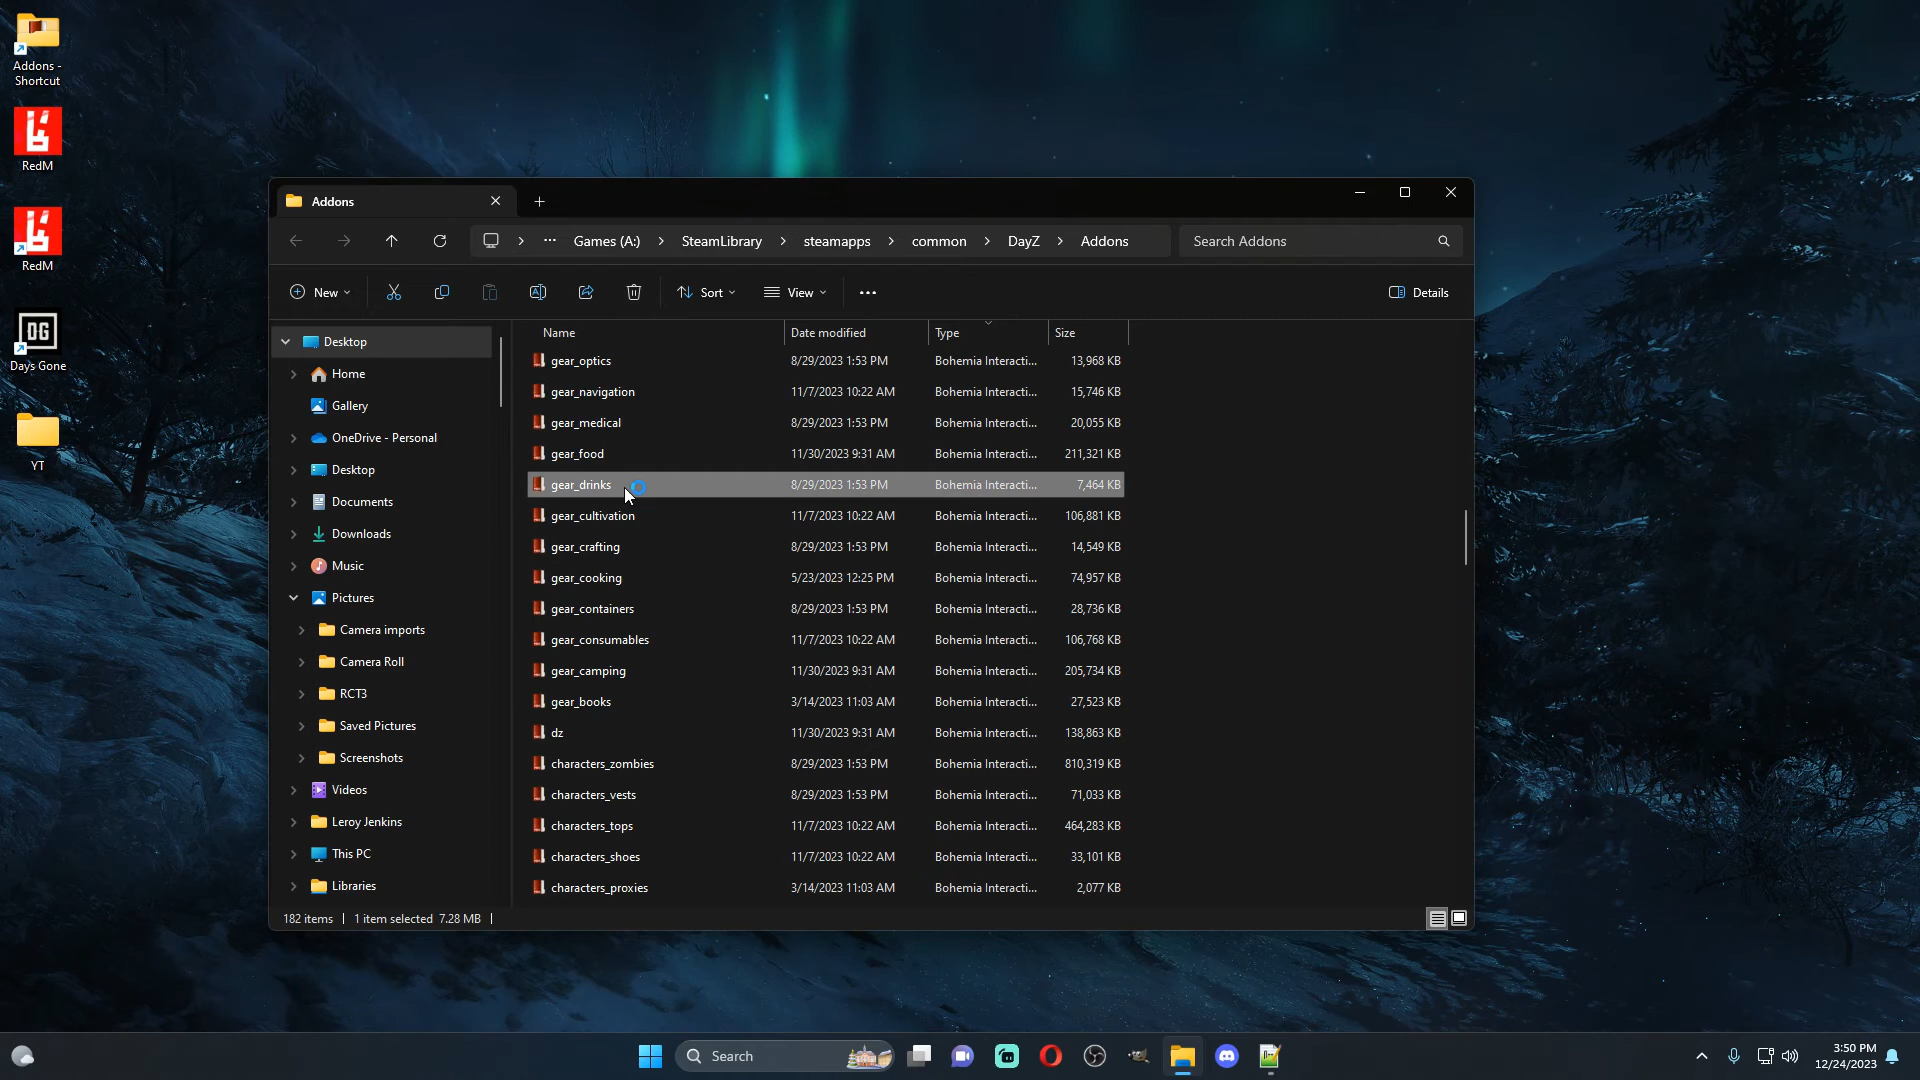 Addons -
Shortcut
RedM
RedM
Days Gone
YT
Addons
Games (A:) SteamLibrary steamapps common DayZ Addons
Search Addons
New Sort View Details
Desktop
Home
Gallery
OneDrive - Personal
Desktop
Documents
Downloads
Music
Pictures
Camera imports
Camera Roll
RCT3
Saved Pictures
Screenshots
Videos
Leroy Jenkins
This PC
Libraries
Name Date modified Type Size
gear_optics 8/29/2023 1:53 PM Bohemia Interacti... 13,968 KB
gear_navigation 11/7/2023 10:22 AM Bohemia Interacti... 15,746 KB
gear_medical 8/29/2023 1:53 PM Bohemia Interacti... 20,055 KB
gear_food 11/30/2023 9:31 AM Bohemia Interacti... 211,321 KB
gear_drinks 8/29/2023 1:53 PM Bohemia Interacti... 7,464 KB
gear_cultivation 11/7/2023 10:22 AM Bohemia Interacti... 106,881 KB
gear_crafting 8/29/2023 1:53 PM Bohemia Interacti... 14,549 KB
gear_cooking 5/23/2023 12:25 PM Bohemia Interacti... 74,957 KB
gear_containers 8/29/2023 1:53 PM Bohemia Interacti... 28,736 KB
gear_consumables 11/7/2023 10:22 AM Bohemia Interacti... 106,768 KB
gear_camping 11/30/2023 9:31 AM Bohemia Interacti... 205,734 KB
gear_books 3/14/2023 11:03 AM Bohemia Interacti... 27,523 KB
dz 11/30/2023 9:31 AM Bohemia Interacti... 138,863 KB
characters_zombies 8/29/2023 1:53 PM Bohemia Interacti... 810,319 KB
characters_vests 8/29/2023 1:53 PM Bohemia Interacti... 71,033 KB
characters_tops 11/7/2023 10:22 AM Bohemia Interacti... 464,283 KB
characters_shoes 11/7/2023 10:22 AM Bohemia Interacti... 33,101 KB
characters_proxies 3/14/2023 11:03 AM Bohemia Interacti... 2,077 KB
182 items 1 item selected 7.28 MB
Search
3:50 PM
12/24/2023